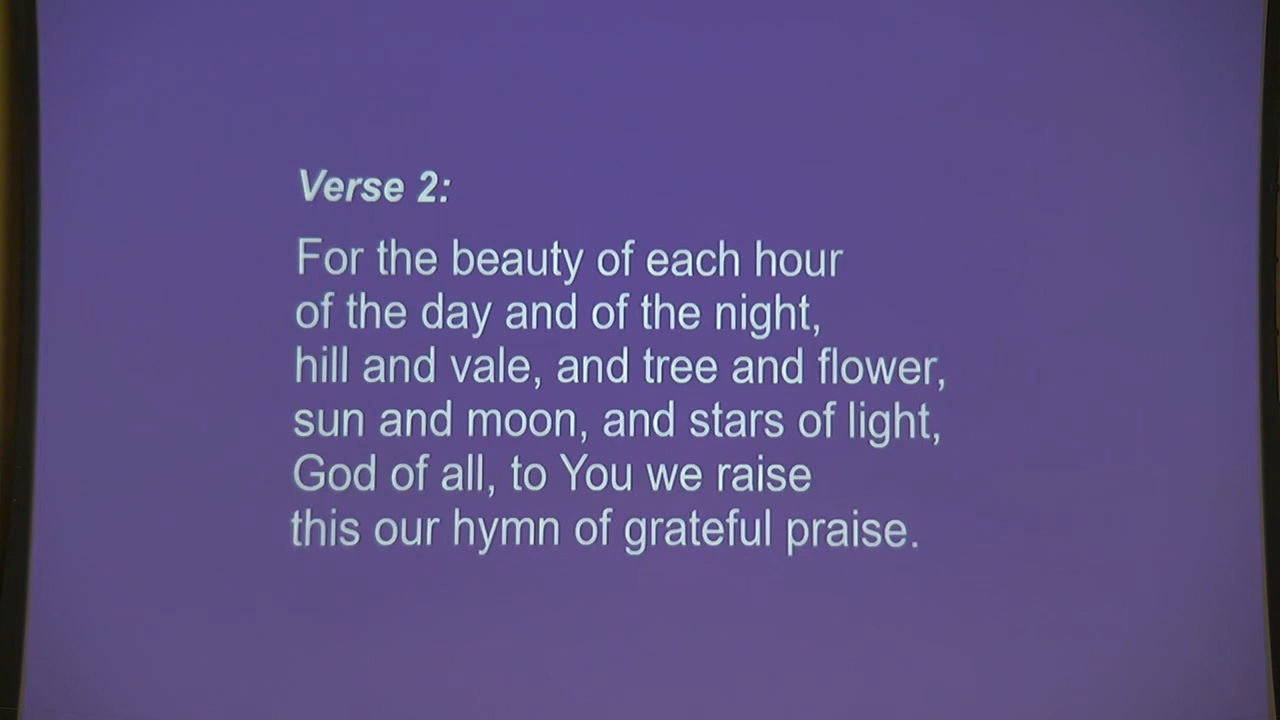 Verse 2:
For the beauty of each hour
of the day and of the night,
hill and vale, and tree and flower,
sun and moon, and stars of light,
God of all, to You we raise
this our hymn of grateful praise.